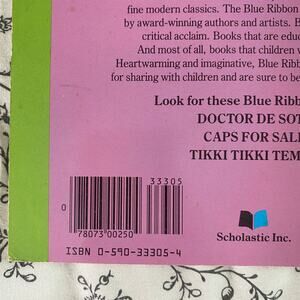 fine modern classics. The Blue Ribbon
by award-winning authors and artists. B
critical acclaim. Books that are educ
And most of all, books that children w
Heartwarming and imaginative, Blue Ribb
for sharing with children and are sure to be
Look for these Blue Ribb
DOCTOR DE SOT
CAPS FOR SALE
TIKKI TIKKI TEM
33305
0 78073 00250
ISBN 0-590-33305-4
Scholastic Inc.